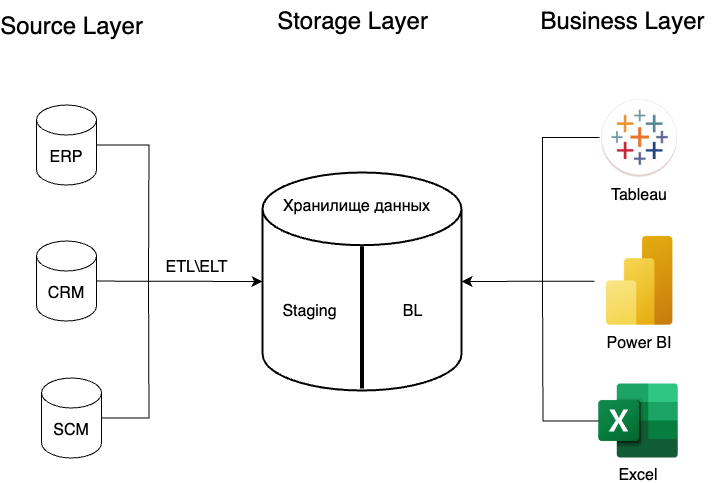 Source Layer
Storage Layer
Business Layer
ERP
CRM
SCM
ETL\ELT
Хранилище данных
Staging
BL
Tableau
Power BI
X
Excel